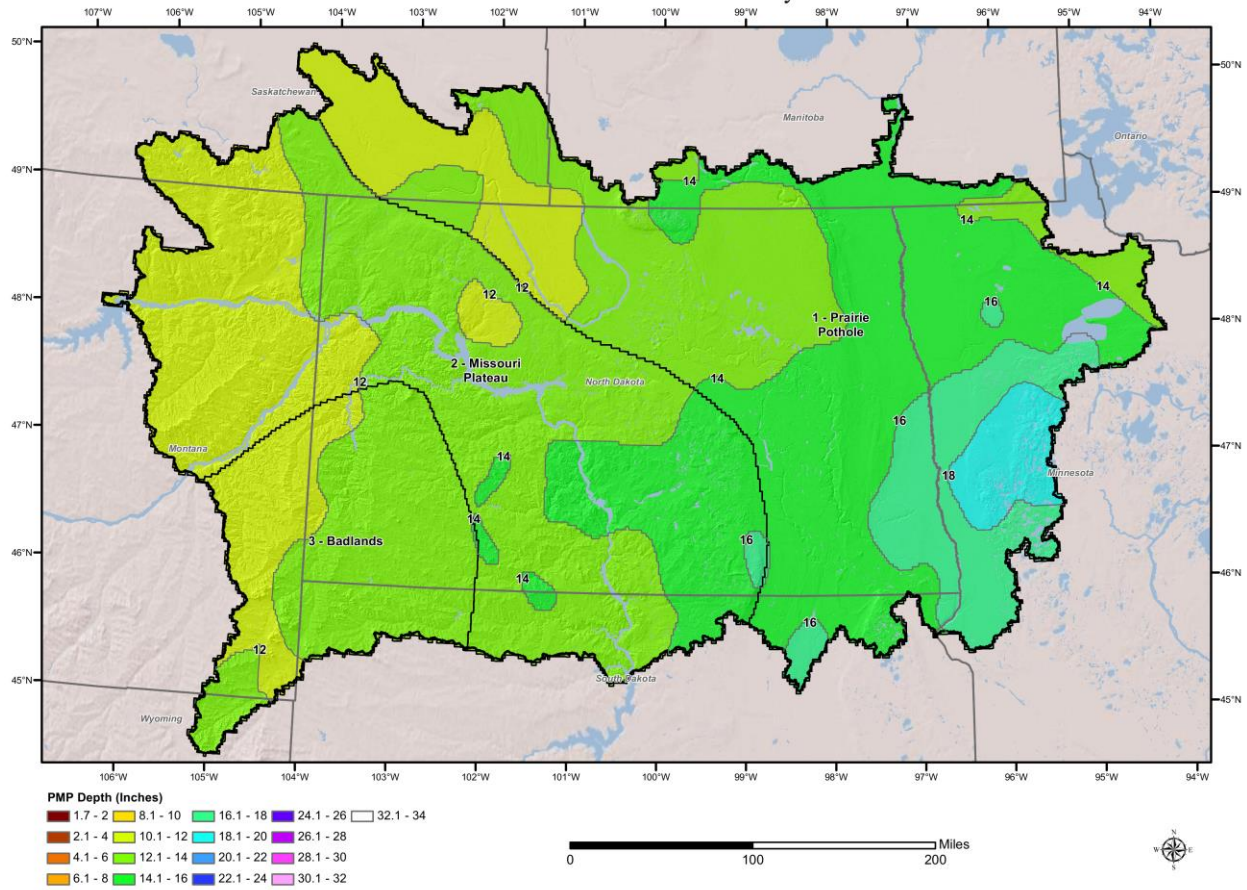 107°W 106°W 105°W 104°W 103°W 102°W 101°W 100°W 99°W 98°W 97°W 96°W 95°W 94°W
50°N 50°N
Saskatchewan
Manitoba
Ontario
49°N 49°N
14
14
48°N 48°N
14
16
12 12
1 - Prairie
Pothole
2 - Missouri
Plateau
North Dakota
14
12
47°N 47°N
16
Montana
14
18
Minnesota
14
46°N 46°N
3 - Badlands
16
14
16
12
45°N 45°N
South Dakota
Wyoming
106°W 105°W 104°W 103°W 102°W 101°W 100°W 99°W 98°W 97°W 96°W 95°W 94°W
PMP Depth (Inches)
1.7 - 2 8.1 - 10 16.1 - 18 24.1 - 26 32.1 - 34
2.1 - 4 10.1 - 12 18.1 - 20 26.1 - 28
4.1 - 6 12.1 - 14 20.1 - 22 28.1 - 30
6.1 - 8 14.1 - 16 22.1 - 24 30.1 - 32
Miles
0 100 200
N
W E
S